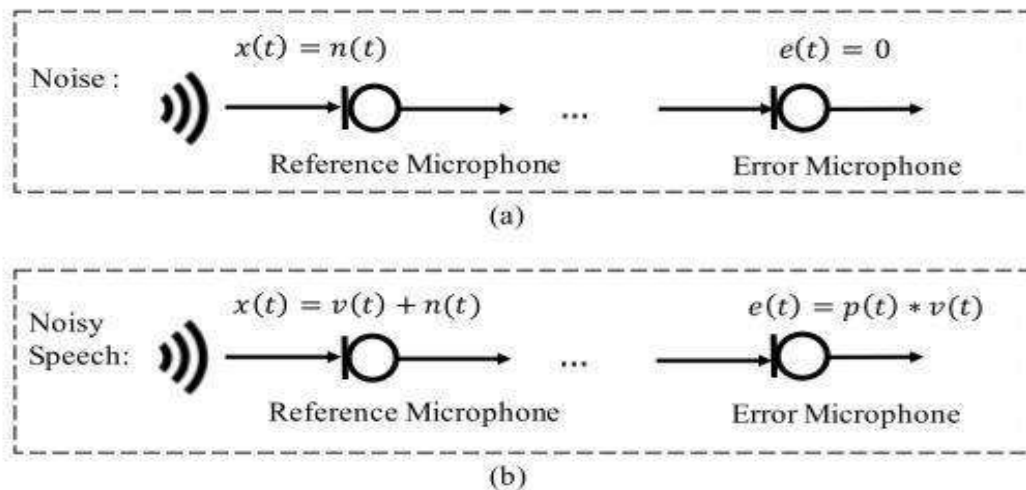 x(t) = n(t)
e(t) = 0
Noise :
...
Reference Microphone
Error Microphone
(a)
x(t) = v(t) + n(t)
e(t) = p(t) ∗ v(t)
Noisy
Speech:
...
Reference Microphone
Error Microphone
(b)